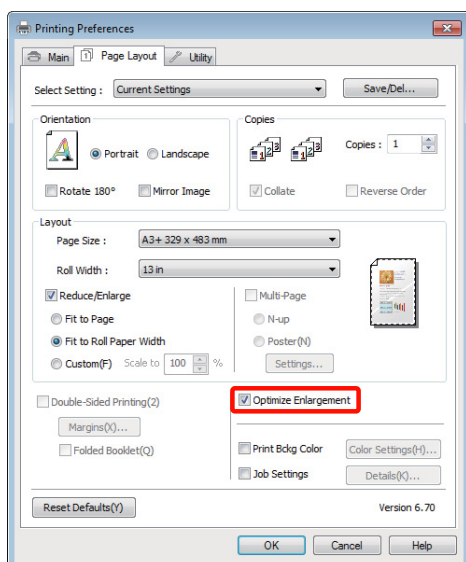 Printing Preferences
Main
Page Layout
Utility
Select Setting : Current Settings Save/Del...
Orientation
Portrait Landscape
Rotate 180° Mirror Image
Copies
Copies : 1
Collate Reverse Order
Layout
Page Size : A3+ 329 x 483 mm
Roll Width : 13 in
Reduce/Enlarge
Fit to Page
Fit to Roll Paper Width
Custom(F) Scale to 100 %
Multi-Page
N-up
Poster(N)
Settings...
Double-Sided Printing(2)
Margins(X)...
Folded Booklet(Q)
Optimize Enlargement
Print Bckg Color Color Settings(H)...
Job Settings Details(K)...
Reset Defaults(Y) Version 6.70
OK Cancel Help